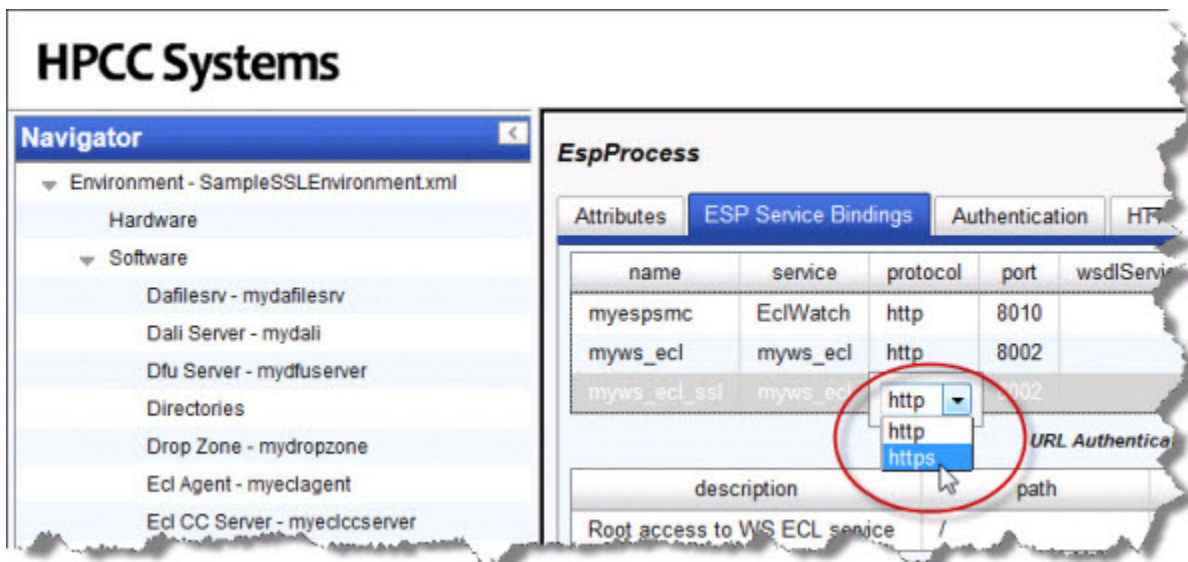 HPCC Systems
Navigator
Environment - SampleSSLEnvironment.xml
Hardware
Software
Dafilesrv - mydafilesrv
Dali Server - mydali
Dfu Server - mydfuserver
Directories
Drop Zone - mydropzone
Ecl Agent - myeclagent
Ecl CC Server - myeclccserver
EspProcess
Attributes ESP Service Bindings Authentication
name service protocol port
myespsmc EclWatch http 8010
myws_ecl myws_ecl http 8002
myws_ecl_ssl myws_ecl http 8002
http
https
URL
description path
Root access to WS ECL service /